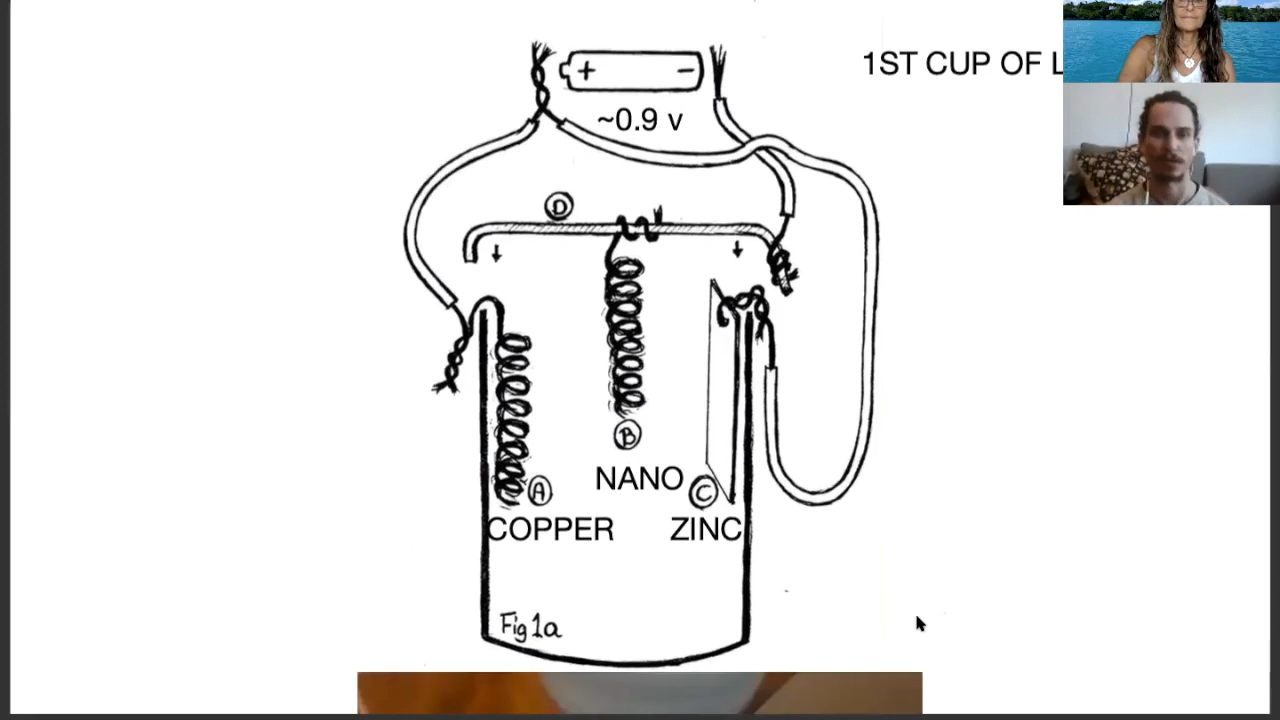 1ST CUP OF L
+ −
~0.9 v
D
B
NANO
A
C
COPPER
ZINC
Fig 1a